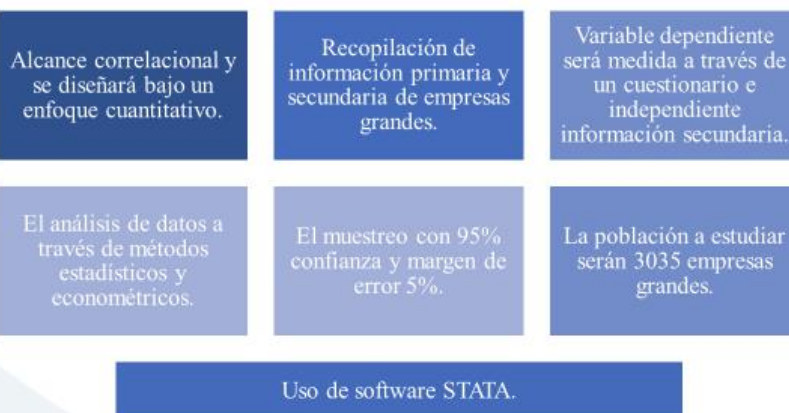 Alcance correlacional y
se diseñará bajo un
enfoque cuantitativo.
Recopilación de
información primaria y
secundaria de empresas
grandes.
Variable dependiente
será medida a través de
un cuestionario e
independiente
información secundaria.
El análisis de datos a
través de métodos
estadísticos y
econométricos.
El muestreo con 95%
confianza y margen de
error 5%.
La población a estudiar
serán 3035 empresas
grandes.
Uso de software STATA.